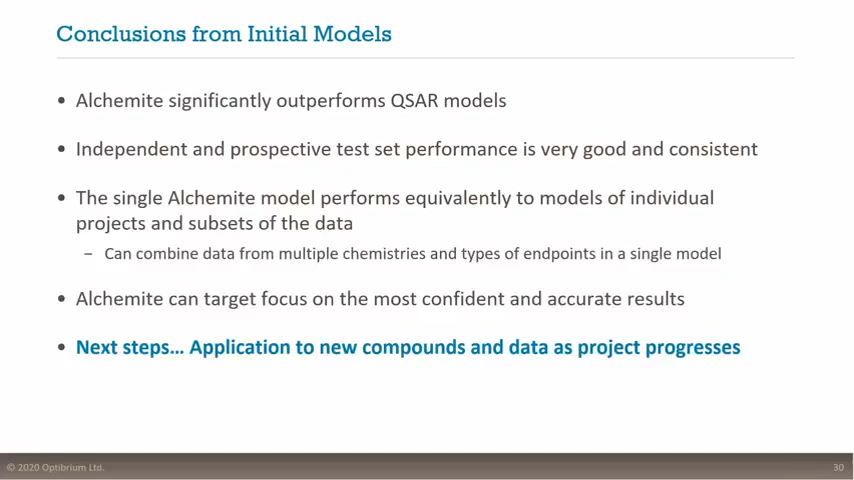 Conclusions from Initial Models
• Alchemite significantly outperforms QSAR models
• Independent and prospective test set performance is very good and consistent
• The single Alchemite model performs equivalently to models of individual
projects and subsets of the data
− Can combine data from multiple chemistries and types of endpoints in a single model
• Alchemite can target focus on the most confident and accurate results
• Next steps… Application to new compounds and data as project progresses
© 2020 Optibrium Ltd.
30